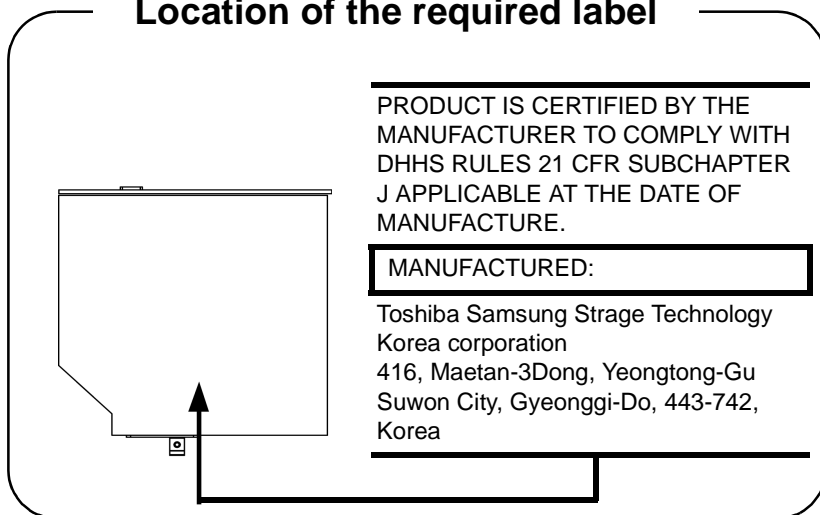 Location of the required label
PRODUCT IS CERTIFIED BY THE
MANUFACTURER TO COMPLY WITH
DHHS RULES 21 CFR SUBCHAPTER
J APPLICABLE AT THE DATE OF
MANUFACTURE.
MANUFACTURED:
Toshiba Samsung Strage Technology
Korea corporation
416, Maetan-3Dong, Yeongtong-Gu
Suwon City, Gyeonggi-Do, 443-742,
Korea